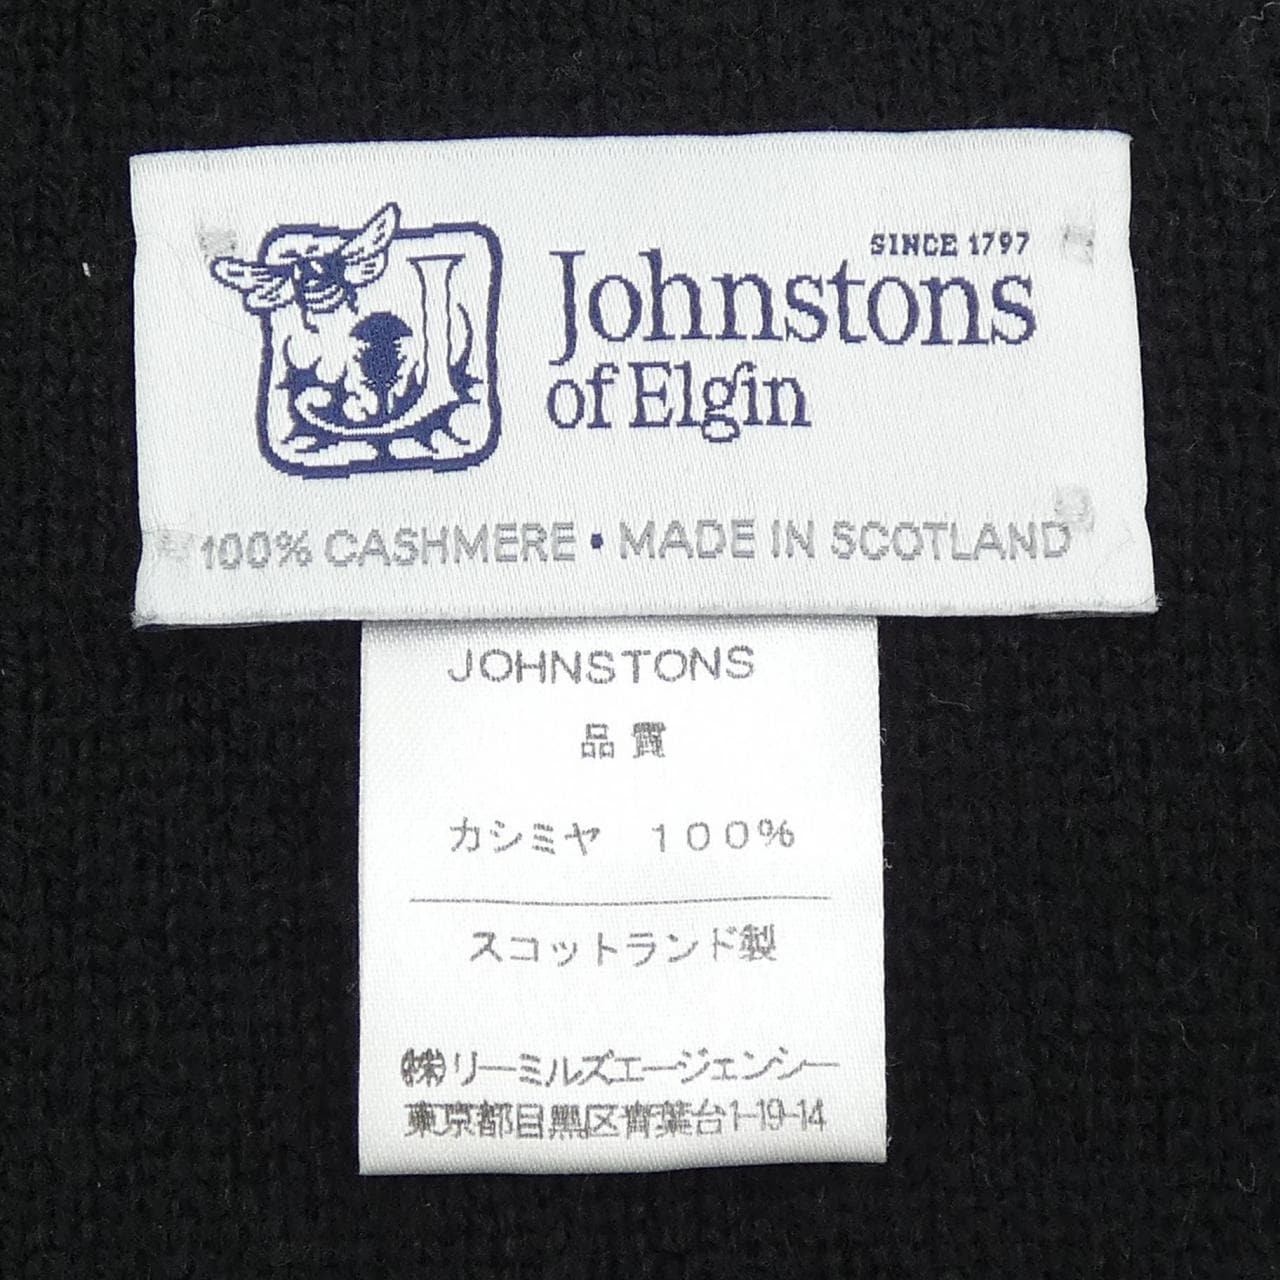 SINCE 1797
Johnstons
of Elgin
100% CASHMERE • MADE IN SCOTLAND
JOHNSTONS
品 質
カシミヤ 100%
スコットランド製
㈱リーミルズエージェンシー
東京都目黒区青葉台1-19-14